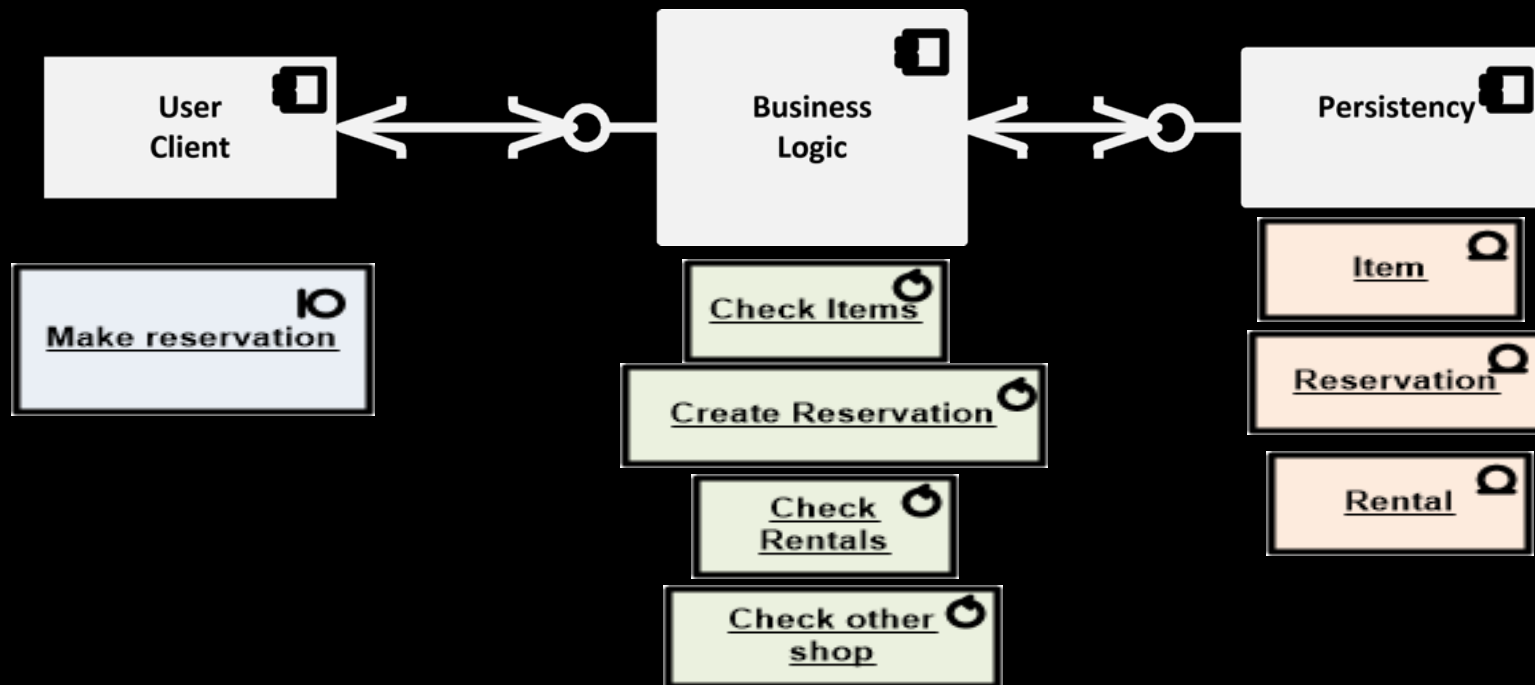 User
Client
Business
Logic
Persistency
Make reservation
Check Items
Create Reservation
Check
Rentals
Check other
shop
Item
Reservation
Rental